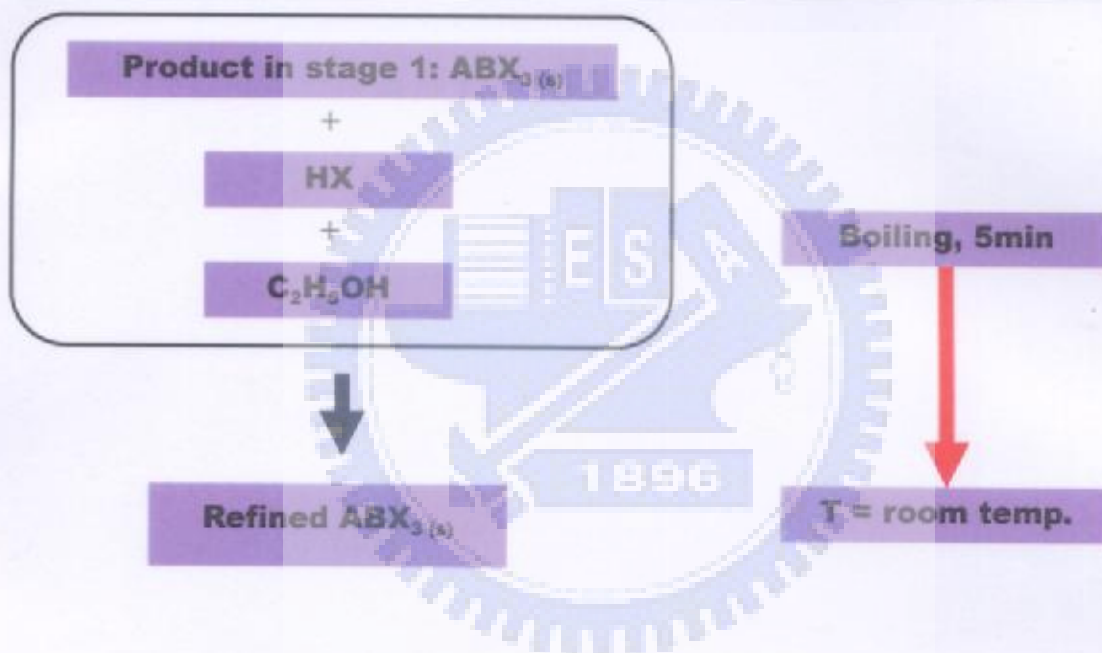 Product in stage 1: ABX₃ (s)
+
HX
+
C₂H₅OH
Boiling, 5min
Refined ABX₃ (s)
T = room temp.
E S A
1896